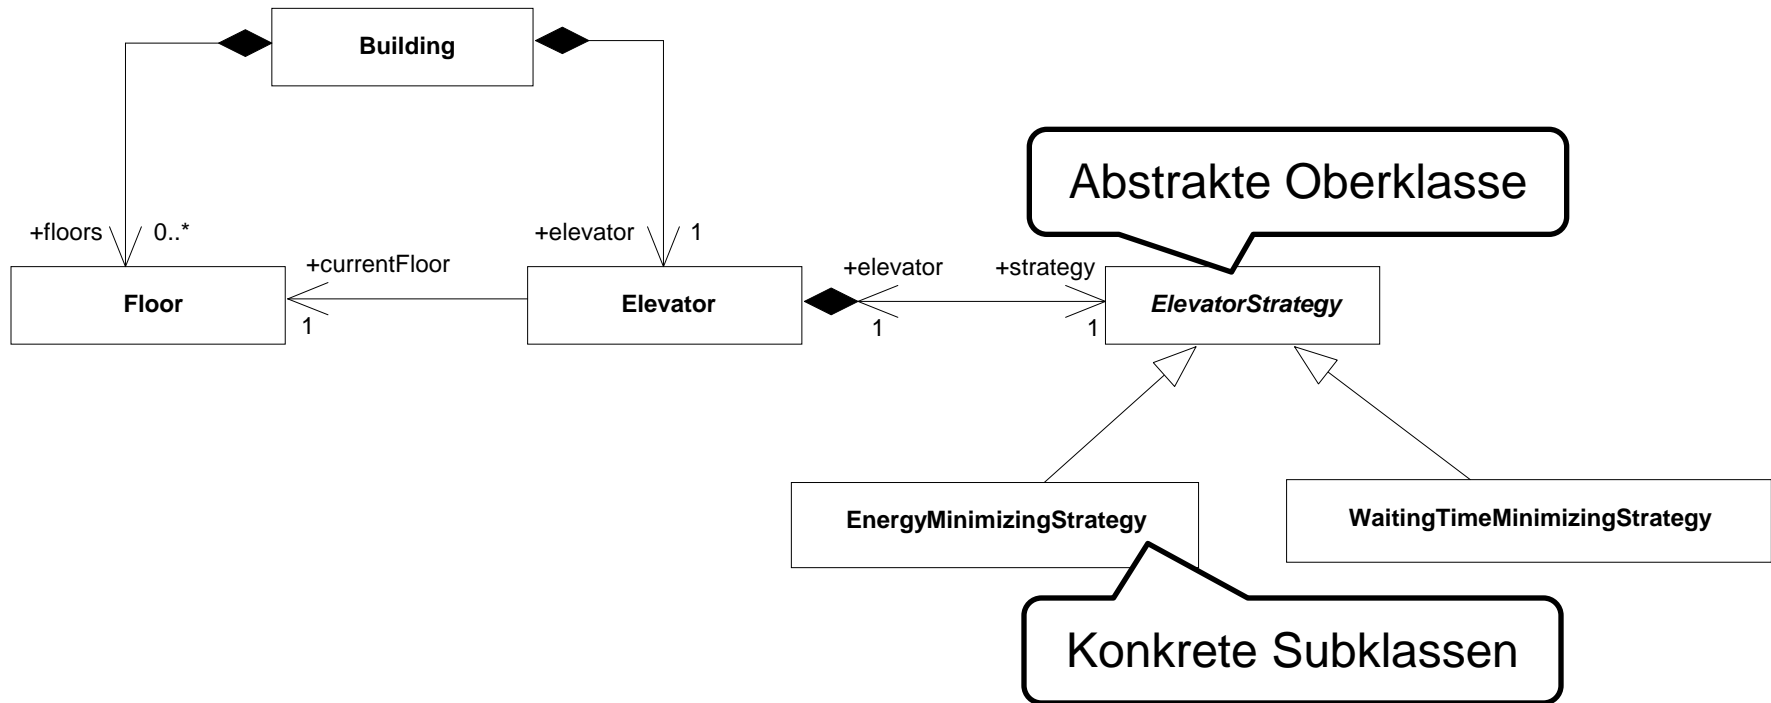 Building
Abstrakte Oberklasse
+floors
0..*
+elevator
1
+currentFloor
+elevator
+strategy
Floor
Elevator
ElevatorStrategy
1
1
1
EnergyMinimizingStrategy
WaitingTimeMinimizingStrategy
Konkrete Subklassen